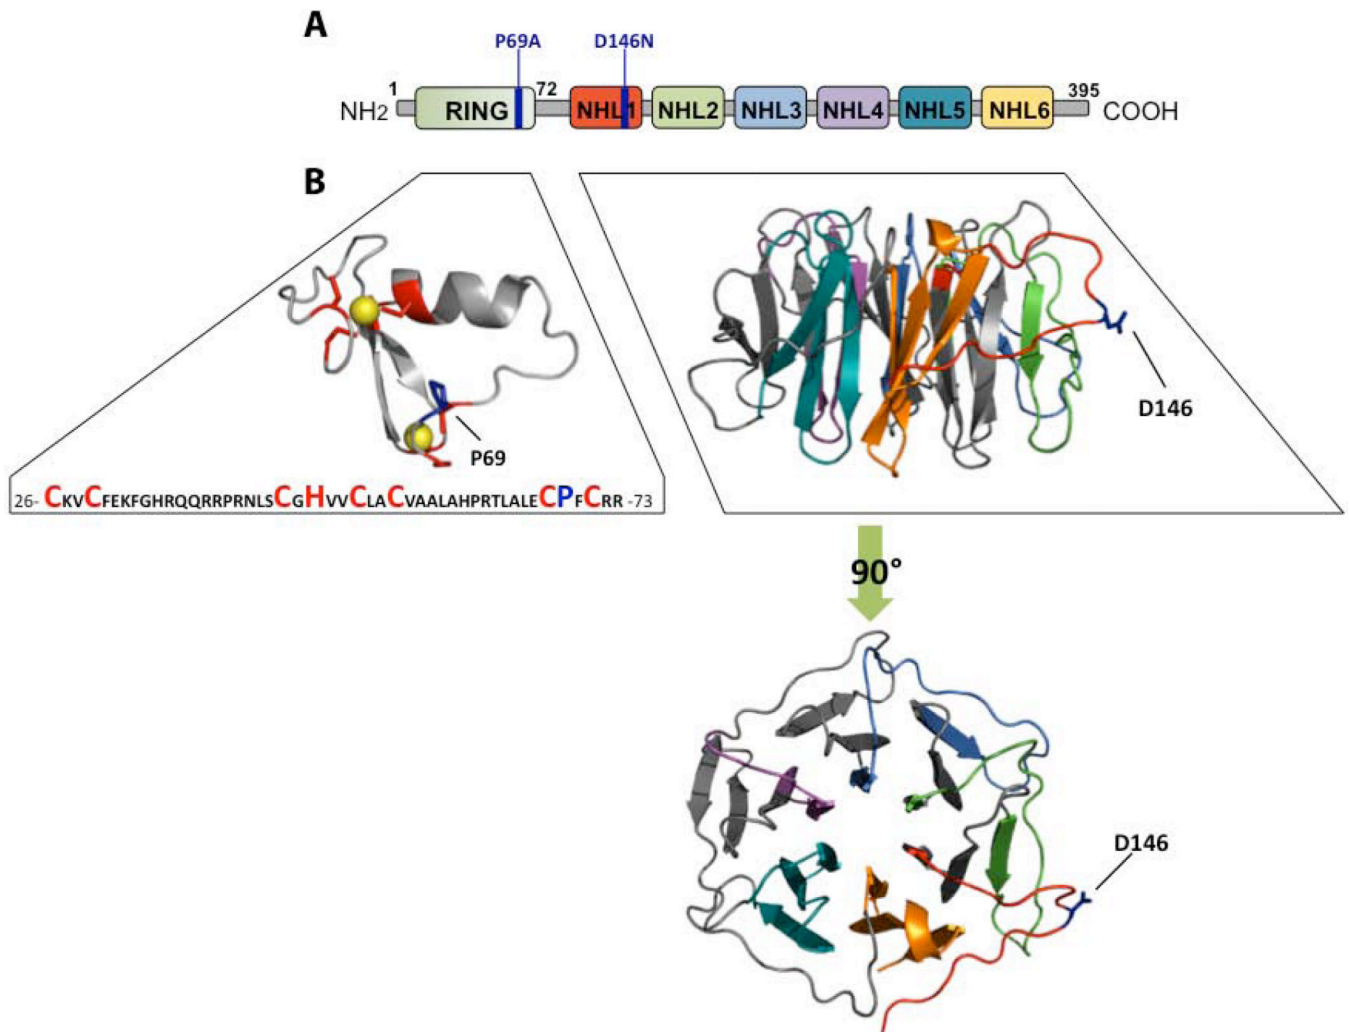 A
P69A D146N
1 72 395
NH2 RING NHL1 NHL2 NHL3 NHL4 NHL5 NHL6 COOH
B
D146
P69
26- CKVCFEKFGHRQQRRPRNLSCGHVVCLACVAALAHPRTLALECPFCRR -73
90°
D146